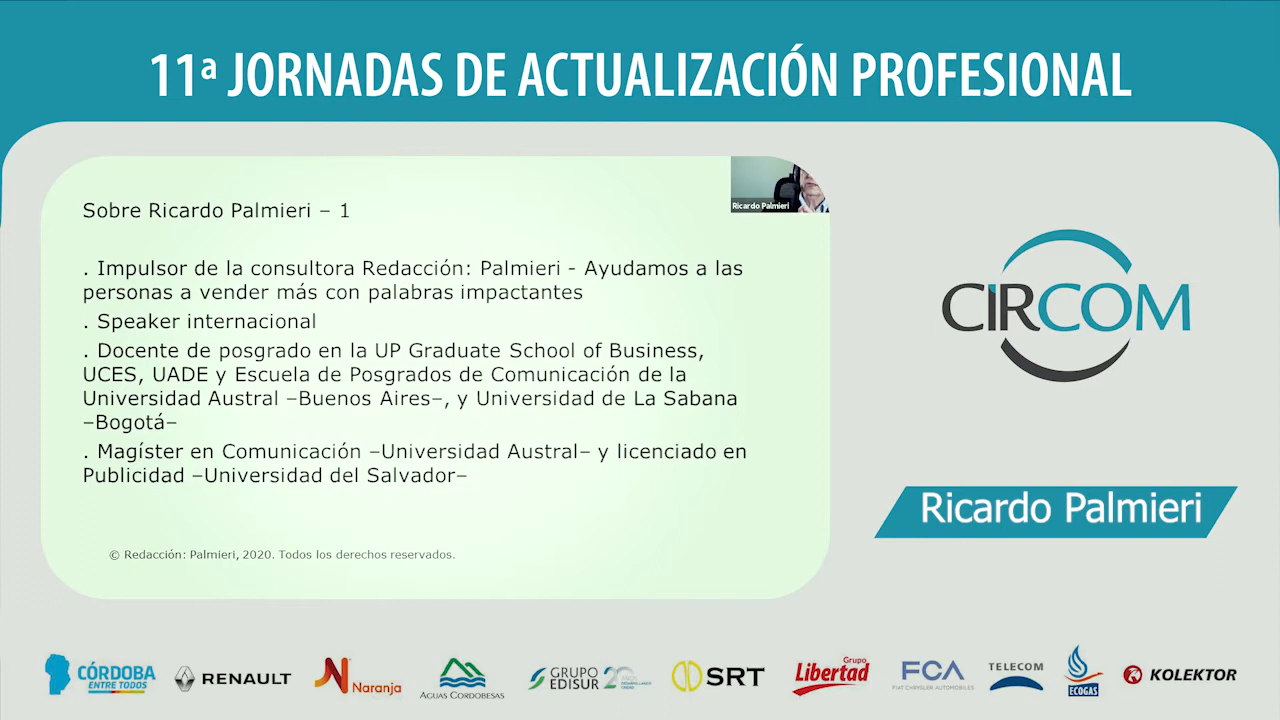 11ª JORNADAS DE ACTUALIZACIÓN PROFESIONAL
Sobre Ricardo Palmieri – 1
Ricardo Palmieri
. Impulsor de la consultora Redacción: Palmieri - Ayudamos a las
personas a vender más con palabras impactantes
. Speaker internacional
. Docente de posgrado en la UP Graduate School of Business,
UCES, UADE y Escuela de Posgrados de Comunicación de la
Universidad Austral –Buenos Aires–, y Universidad de La Sabana
–Bogotá–
. Magíster en Comunicación –Universidad Austral– y licenciado en
Publicidad –Universidad del Salvador–
© Redacción: Palmieri, 2020. Todos los derechos reservados.
CIRCOM
Ricardo Palmieri
CÓRDOBA
ENTRE TODOS
RENAULT
Naranja
AGUAS CORDOBESAS
GRUPO
EDISUR
SRT
Grupo
Libertad
FCA
FIAT CHRYSLER AUTOMOBILES
TELECOM
ECOGAS
KOLEKTOR